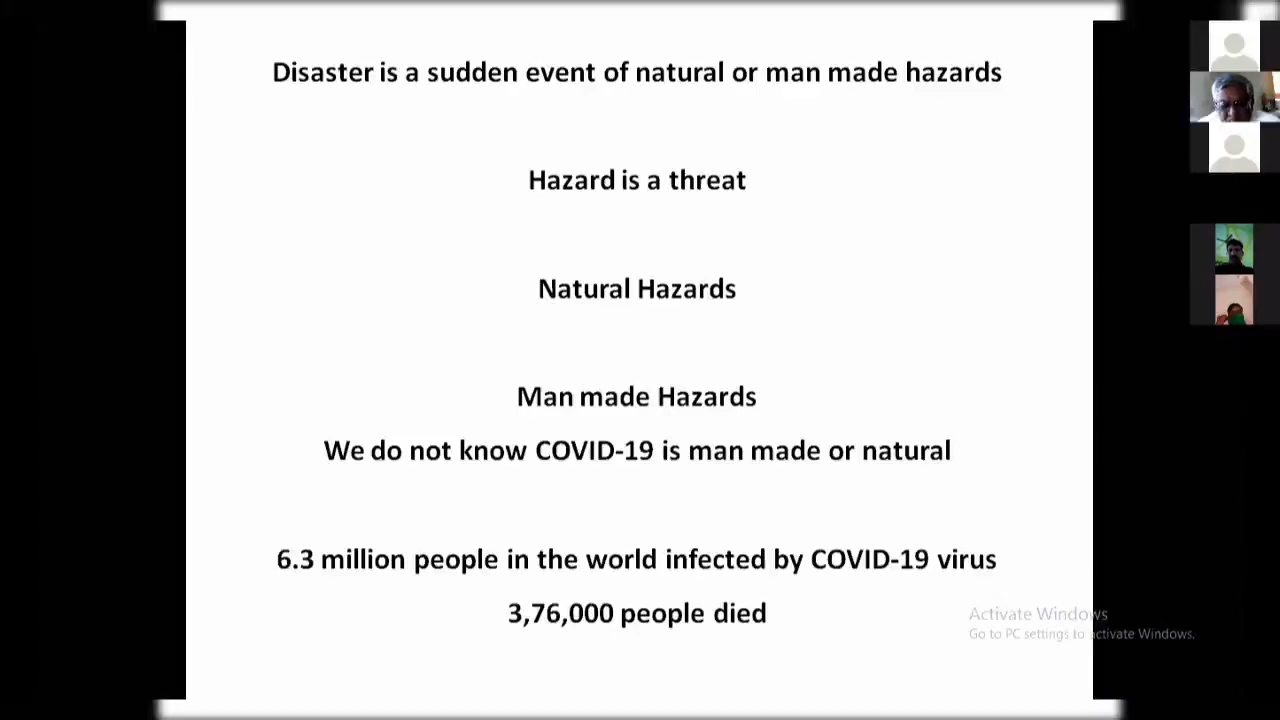 Disaster is a sudden event of natural or man made hazards
Hazard is a threat
Natural Hazards
Man made Hazards
We do not know COVID-19 is man made or natural
6.3 million people in the world infected by COVID-19 virus
3,76,000 people died
Activate Windows
Go to PC settings to activate Windows.